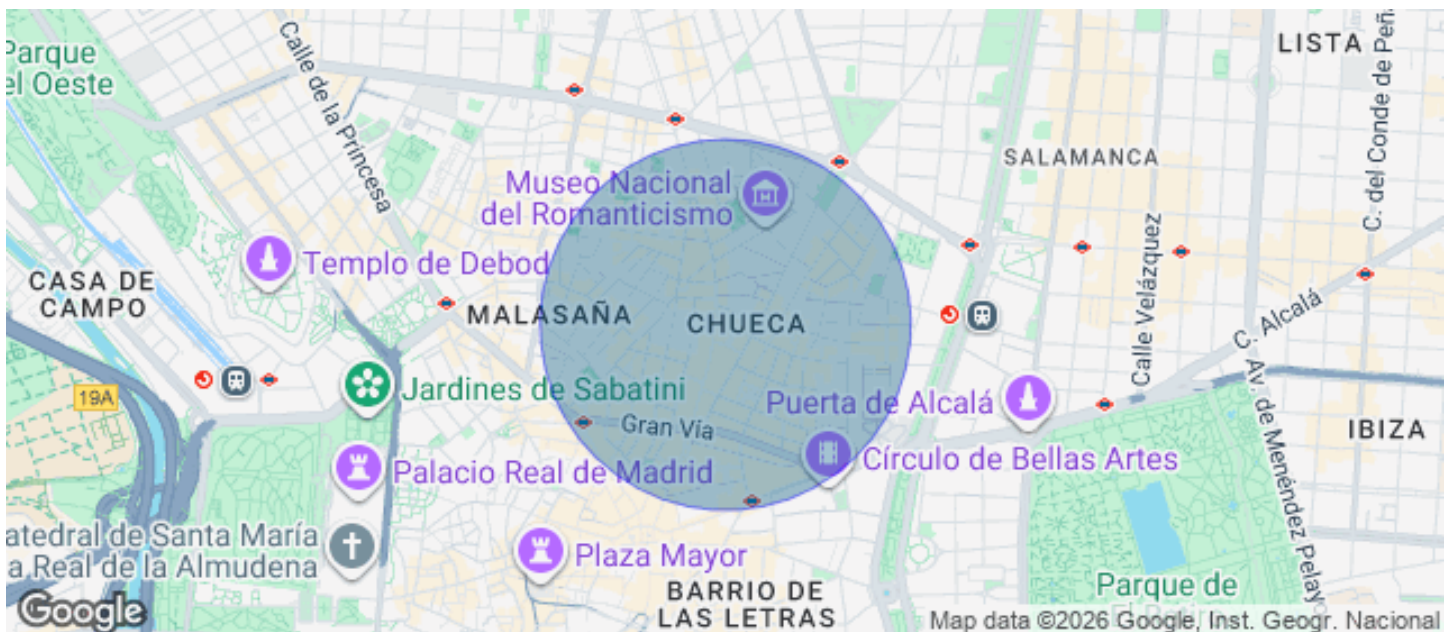 Parque
el Oeste
Calle de la Princesa
LISTA
C. del Conde de Peñ
SALAMANCA
Museo Nacional
del Romanticismo
Calle Velázquez
Templo de Debod
CASA DE
CAMPO
MALASAÑA
CHUECA
C. Alcalá
19A
Jardines de Sabatini
Puerta de Alcalá
Av. de Menéndez Pelayo
Gran Vía
IBIZA
Palacio Real de Madrid
Círculo de Bellas Artes
atedral de Santa María
a Real de la Almudena
Plaza Mayor
BARRIO DE
LAS LETRAS
Parque de
Google
Map data ©2026 Google, Inst. Geogr. Nacional